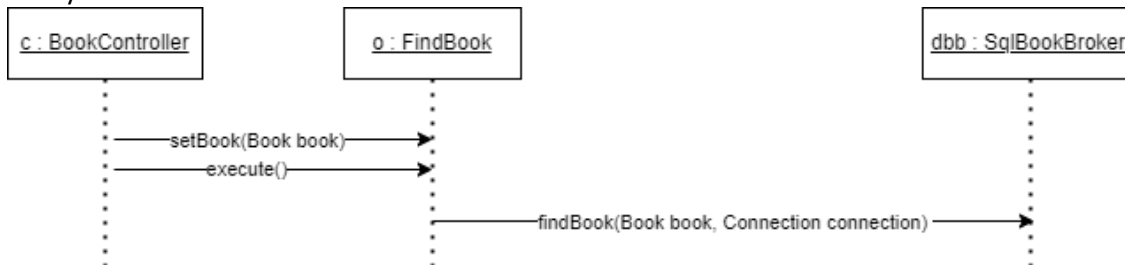 c : BookController
o : FindBook
dbb : SqlBookBroker
setBook(Book book)
execute()
findBook(Book book, Connection connection)